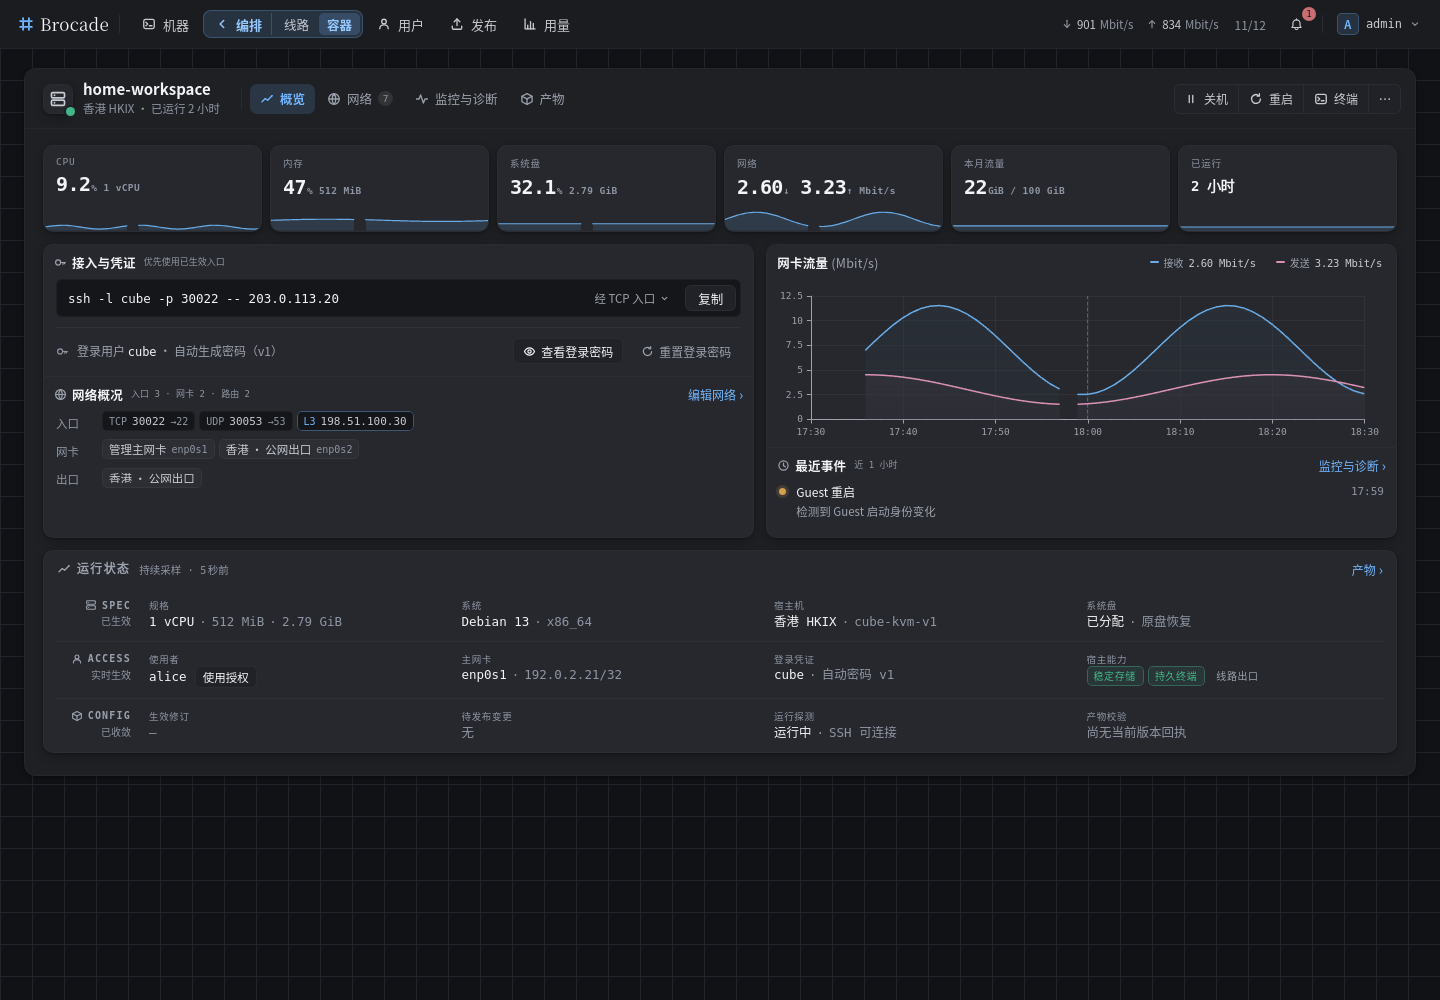 Brocade 机器 编排 线路 容器 用户 发布 用量 ↓ 901 Mbit/s ↑ 834 Mbit/s 11/12 1 A admin
home-workspace
香港 HKIX · 已运行 2 小时
概览 网络 7 监控与诊断 产物 关机 重启 终端 ···
CPU
9.2% 1 vCPU
内存
47% 512 MiB
系统盘
32.1% 2.79 GiB
网络
2.60↓ 3.23↑ Mbit/s
本月流量
22GiB / 100 GiB
已运行
2 小时
接入与凭证 优先使用已生效入口
ssh -l cube -p 30022 -- 203.0.113.20 经 TCP 入口 复制
登录用户 cube · 自动生成密码（v1） 查看登录密码 重置登录密码
网络概况 入口 3 · 网卡 2 · 路由 2 编辑网络 ›
入口 TCP 30022 →22 UDP 30053 →53 L3 198.51.100.30
网卡 管理主网卡 enp0s1 香港 · 公网出口 enp0s2
出口 香港 · 公网出口
网卡流量 (Mbit/s) 接收 2.60 Mbit/s 发送 3.23 Mbit/s
12.5
10
7.5
5
2.5
0
17:30 17:40 17:50 18:00 18:10 18:20 18:30
最近事件 近 1 小时 监控与诊断 ›
Guest 重启 17:59
检测到 Guest 启动身份变化
运行状态 持续采样 · 5秒前 产物 ›
SPEC
已生效
规格
1 vCPU · 512 MiB · 2.79 GiB
系统
Debian 13 · x86_64
宿主机
香港 HKIX · cube-kvm-v1
系统盘
已分配 · 原盘恢复
ACCESS
实时生效
使用者
alice 使用授权
主网卡
enp0s1 · 192.0.2.21/32
登录凭证
cube · 自动密码 v1
宿主能力
稳定存储 持久终端 线路出口
CONFIG
已收敛
生效修订
—
待发布变更
无
运行探测
运行中 · SSH 可连接
产物校验
尚无当前版本回执